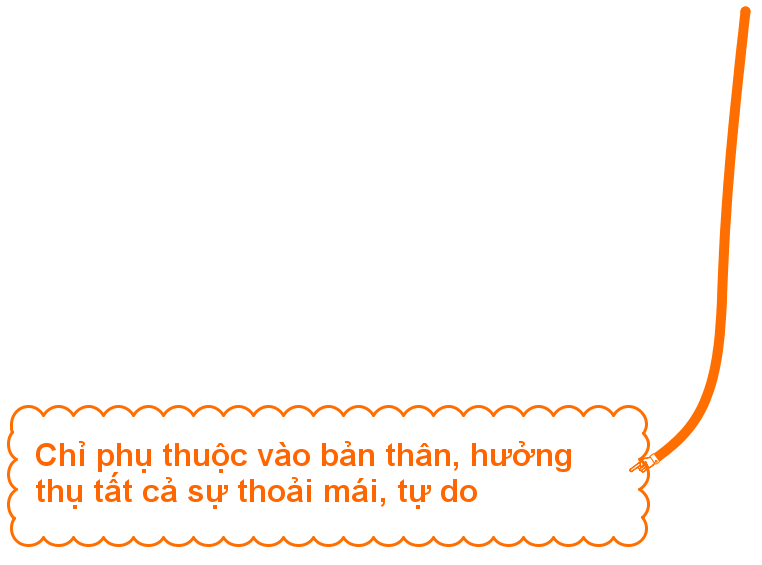 Chỉ phụ thuộc vào bản thân, hưởng
thụ tất cả sự thoải mái, tự do